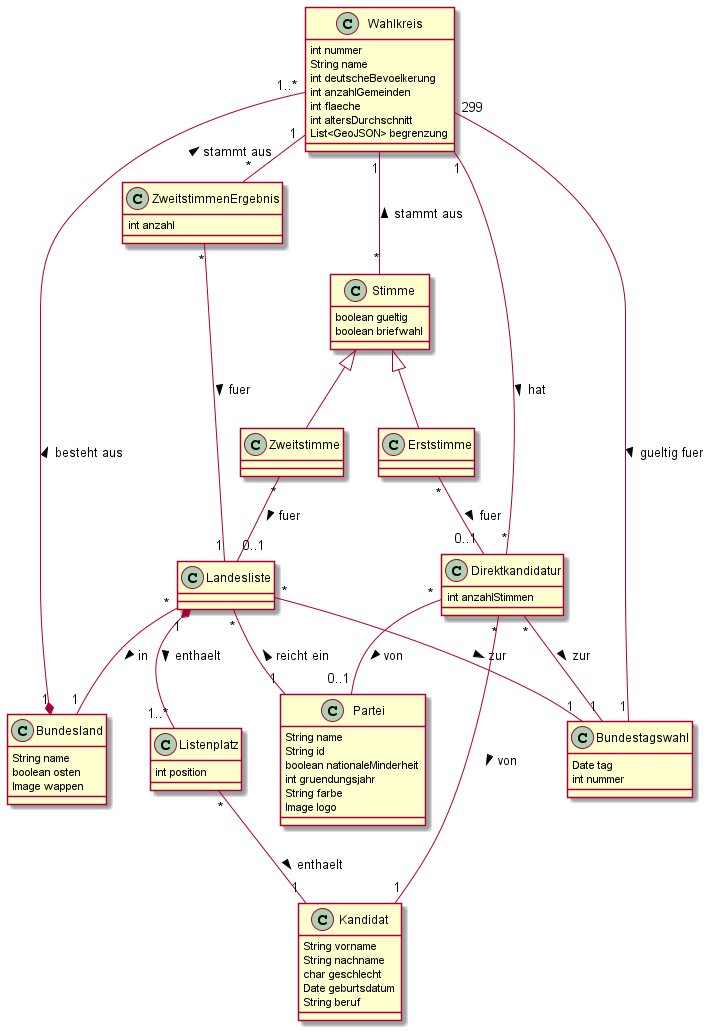 C Wahlkreis
int nummer
String name
int deutscheBevoelkerung
int anzahlGemeinden
int flaeche
int altersDurchschnitt
List<GeoJSON> begrenzung
1..*
299
1
1
1
stammt aus
*
C ZweitstimmenErgebnis
int anzahl
*
stammt aus
*
C Stimme
boolean gueltig
boolean briefwahl
fuer
hat
C Zweitstimme
C Erststimme
besteht aus
gueltig fuer
*
*
fuer
fuer
1
0..1
0..1
*
C Landesliste
C Direktkandidatur
int anzahlStimmen
*
1
*
*
*
*
*
in
enthaelt
reicht ein
von
zur
zur
1
1
1..*
1
0..1
1
1
1
C Bundesland
String name
boolean osten
Image wappen
C Listenplatz
int position
C Partei
String name
String id
boolean nationaleMinderheit
int gruendungsjahr
String farbe
Image logo
C Bundestagswahl
Date tag
int nummer
von
*
enthaelt
1
1
C Kandidat
String vorname
String nachname
char geschlecht
Date geburtsdatum
String beruf